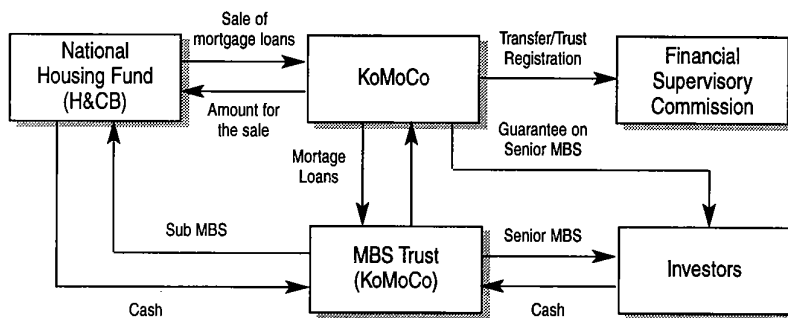 Sale of
mortgage loans
National
Housing Fund
(H&CB)
KoMoCo
Transfer/Trust
Registration
Financial
Supervisory
Commission
Amount for
the sale
Guarantee on
Senior MBS
Mortage
Loans
Sub MBS
Senior MBS
MBS Trust
(KoMoCo)
Investors
Cash
Cash